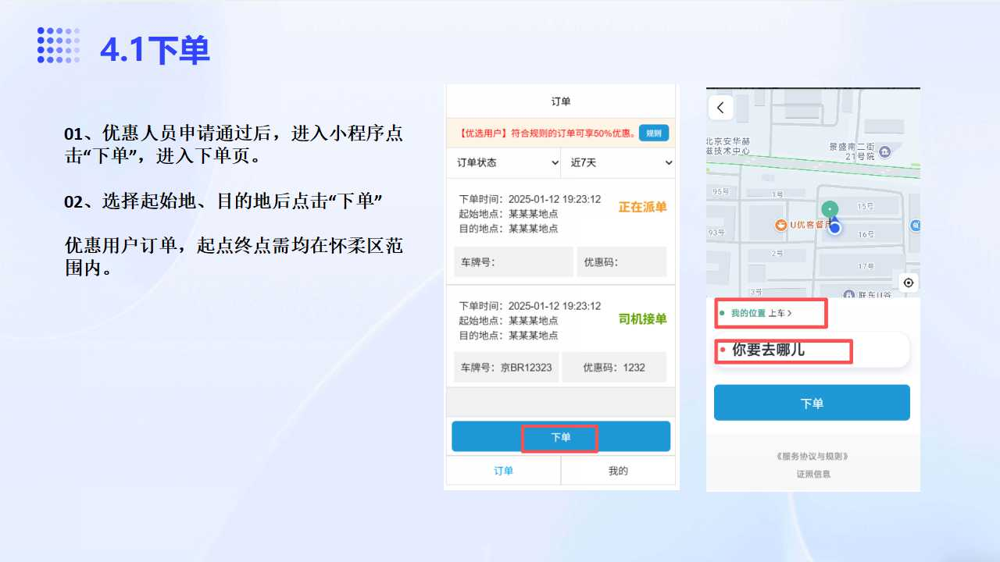 4.1下单
01、优惠人员申请通过后，进入小程序点
击“下单”，进入下单页。
02、选择起始地、目的地后点击“下单”
优惠用户订单，起点终点需均在怀柔区范
围内。
订单
【优选用户】符合规则的订单可享50%优惠。 规则
订单状态 近7天
下单时间：2025-01-12 19:23:12
起始地点：某某某地点
目的地点：某某某地点
正在派单
车牌号： 优惠码：
下单时间：2025-01-12 19:23:12
起始地点：某某某地点
目的地点：某某某地点
司机接单
车牌号：京BR12323 优惠码：1232
下单
订单 我的
北京安华赫
滋技术中心
景盛南二街
21号院
95号
1号
15号
U优客餐厅
93号
16号
2号
17号
3号
联东U谷
我的位置 上车
你要去哪儿
下单
《服务协议与规则》
证照信息